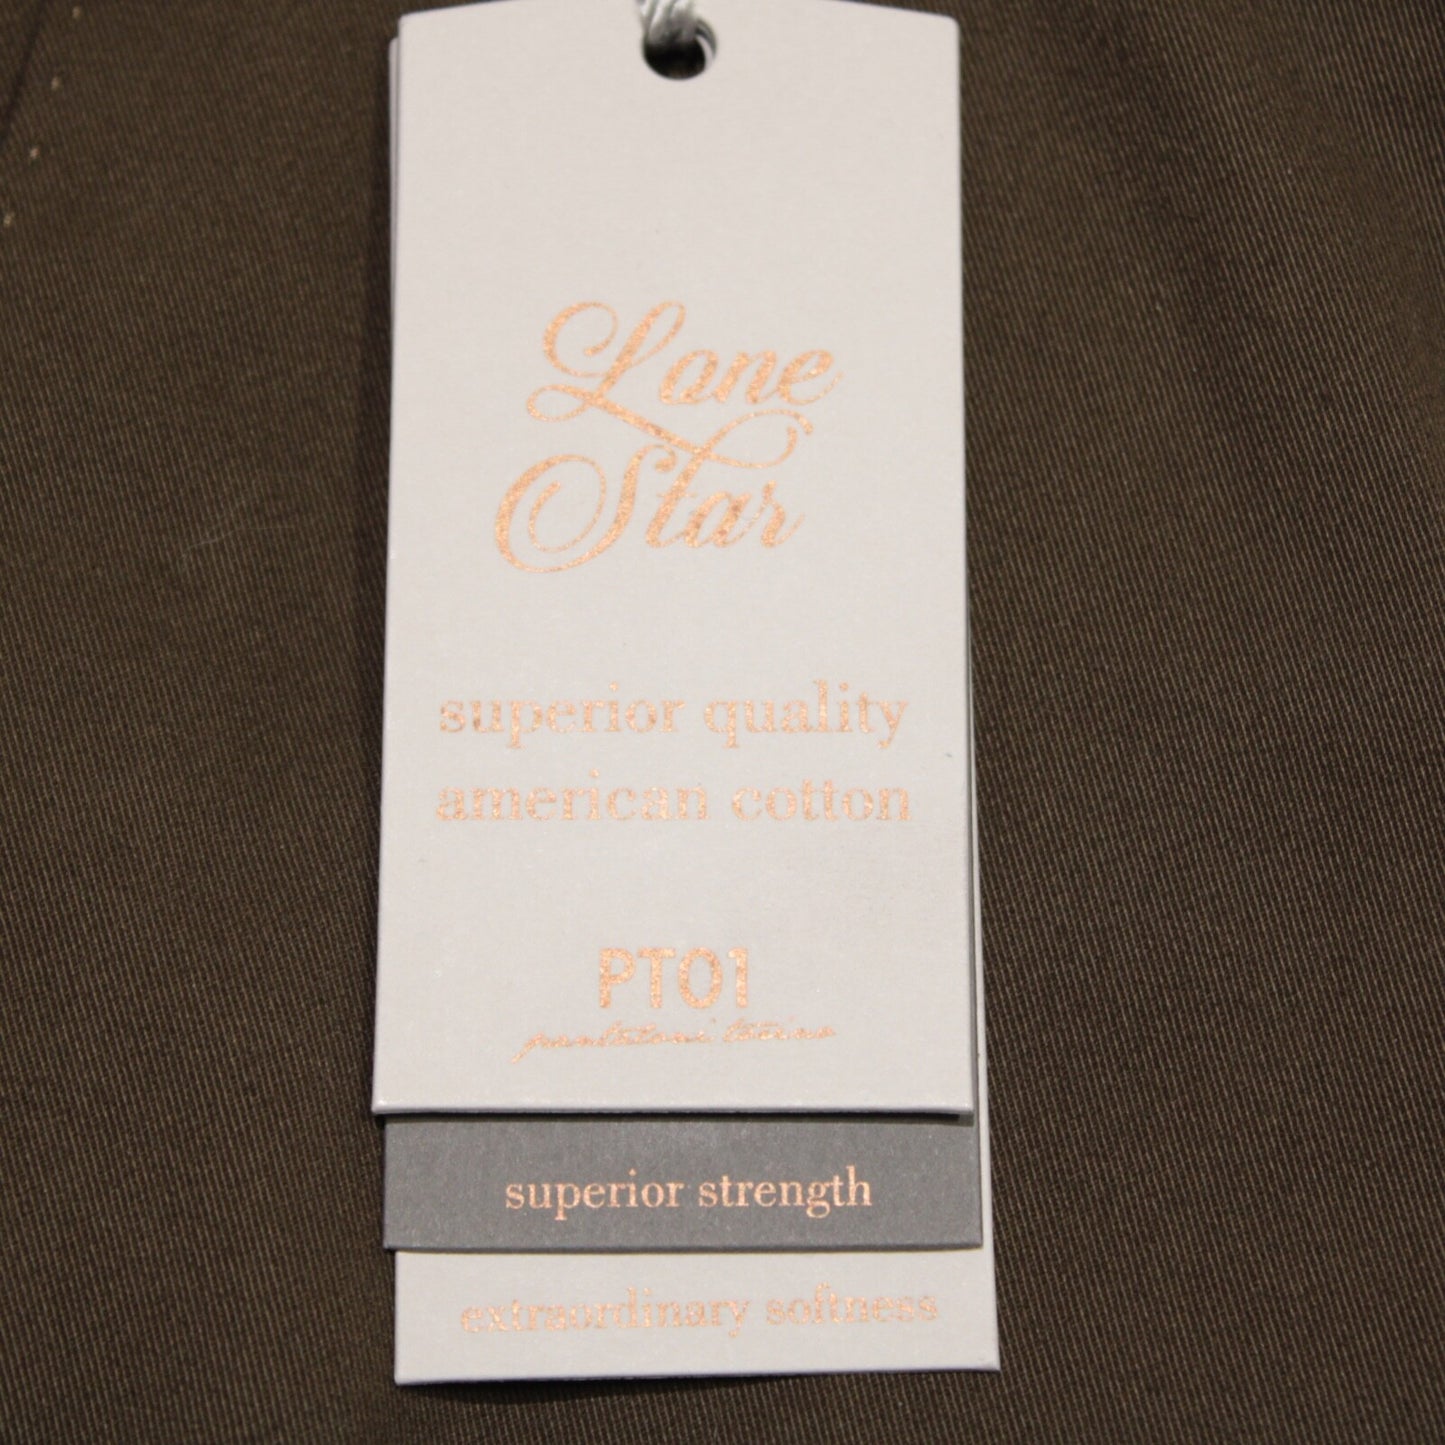 Lone
Star
superior quality
american cotton
PT01
pantaloni torino
superior strength
extraordinary softness